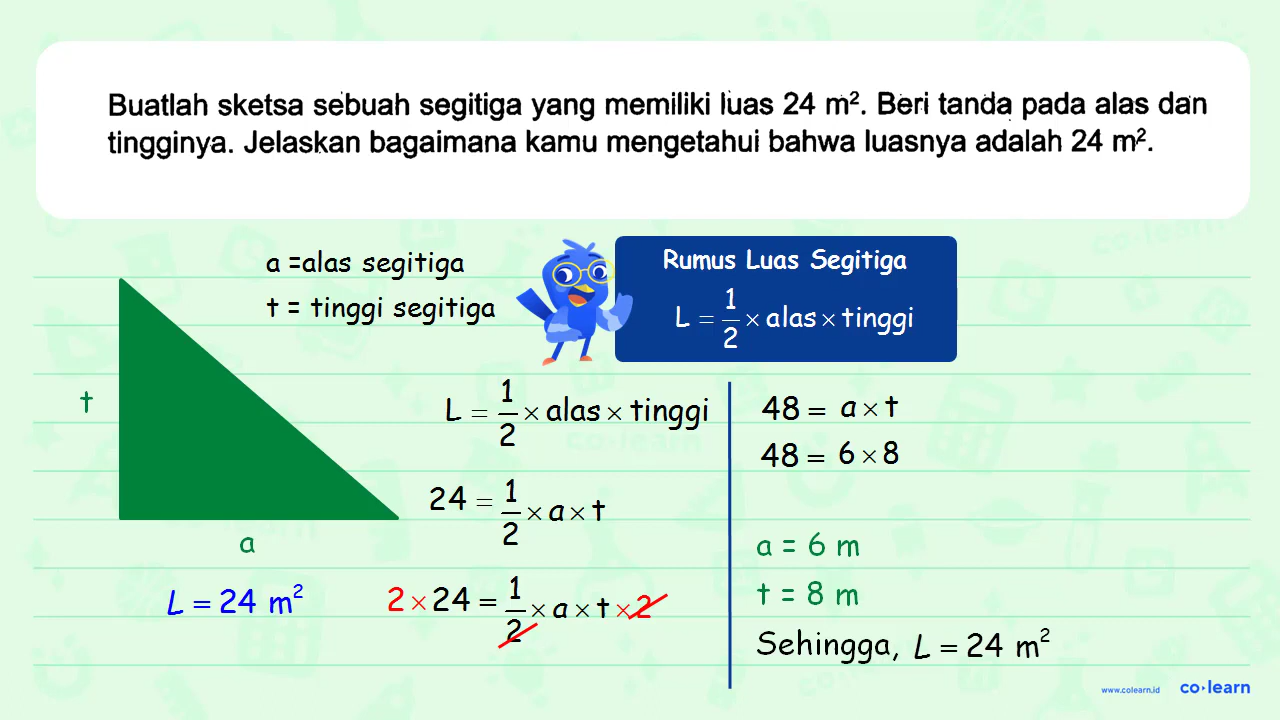 Buatlah sketsa sebuah segitiga yang memiliki luas 24 m². Beri tanda pada alas dan
tingginya. Jelaskan bagaimana kamu mengetahui bahwa luasnya adalah 24 m².
a =alas segitiga
t = tinggi segitiga
Rumus Luas Segitiga
L = 1/2 × alas × tinggi
t
a
L = 24 m²
L = 1/2 × alas × tinggi
24 = 1/2 × a × t
2 × 24 = 1/2 × a × t × 2
48 = a × t
48 = 6 × 8
a = 6 m
t = 8 m
Sehingga, L = 24 m²
www.colearn.id
co·learn